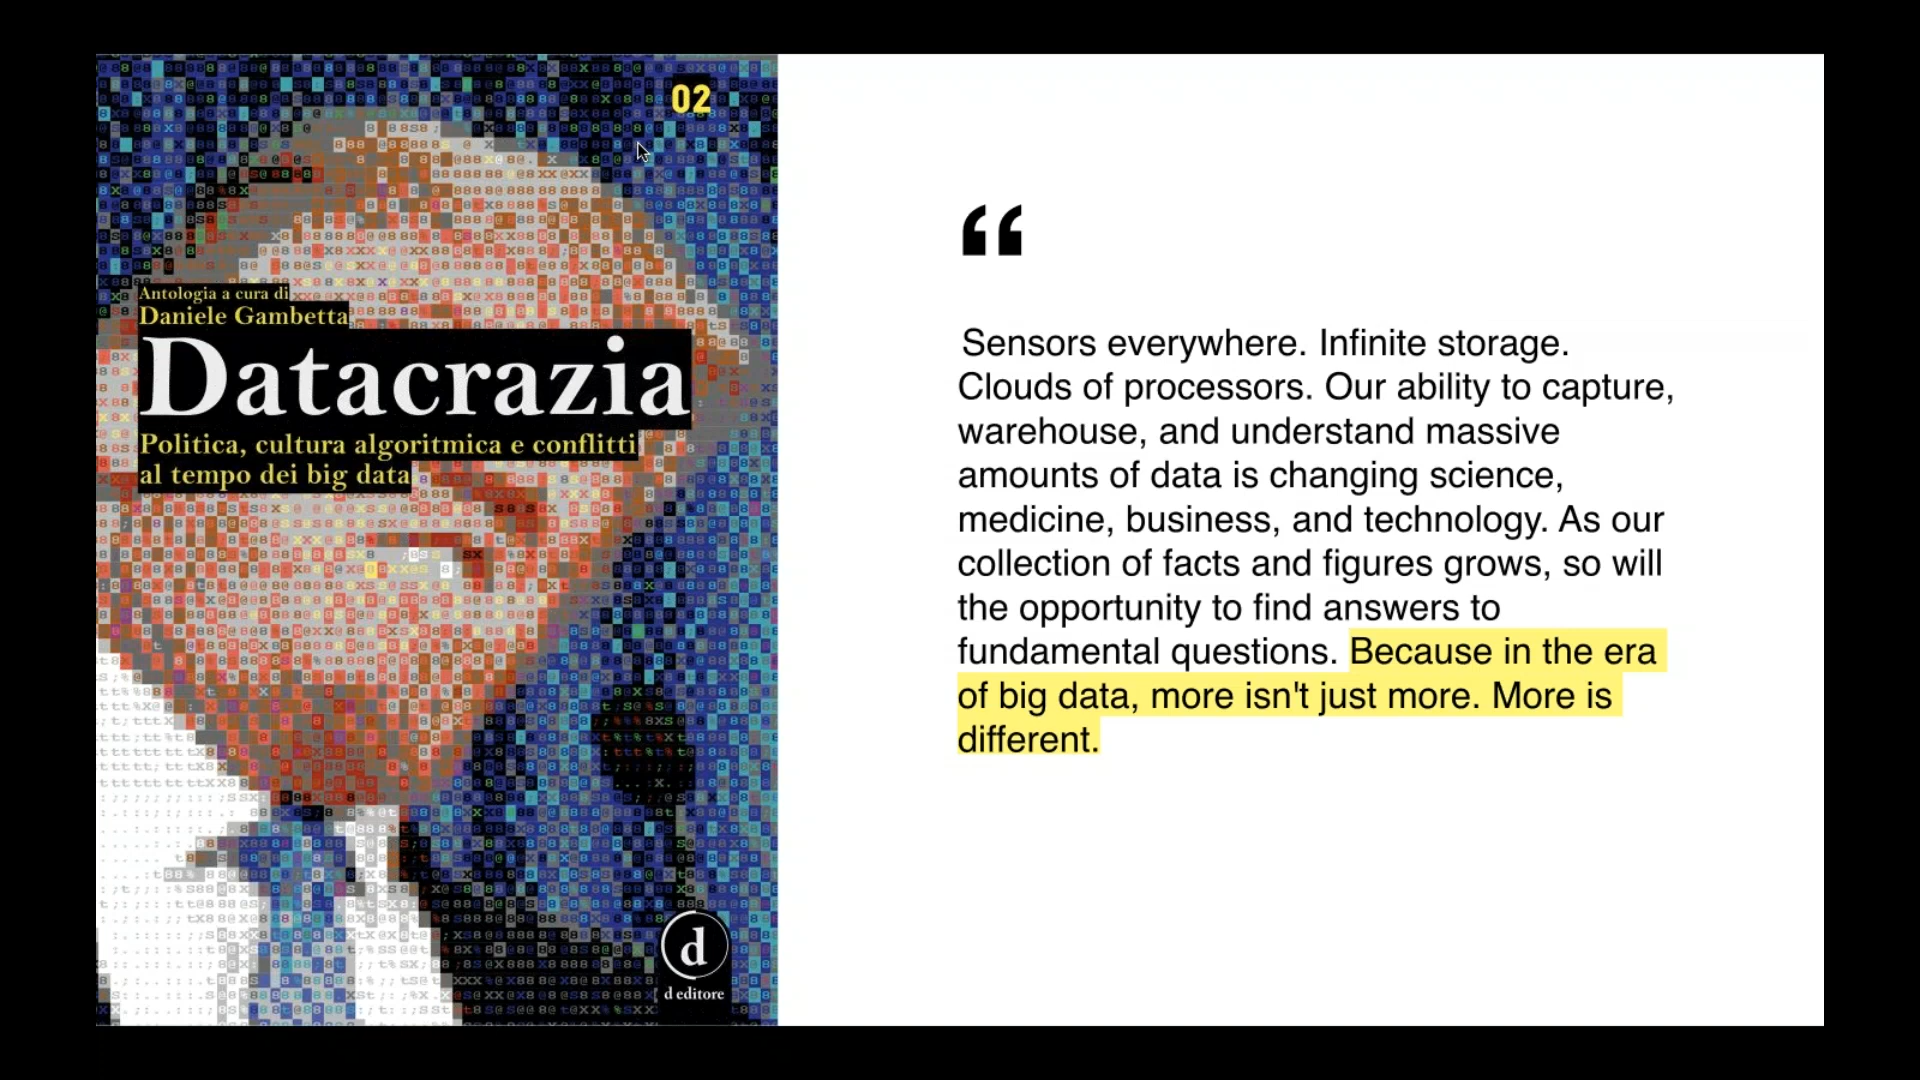 02
Antologia a cura di
Daniele Gambetta
Datacrazia
Politica, cultura algoritmica e conflitti
al tempo dei big data
d
d editore
“
Sensors everywhere. Infinite storage.
Clouds of processors. Our ability to capture,
warehouse, and understand massive
amounts of data is changing science,
medicine, business, and technology. As our
collection of facts and figures grows, so will
the opportunity to find answers to
fundamental questions. Because in the era
of big data, more isn't just more. More is
different.